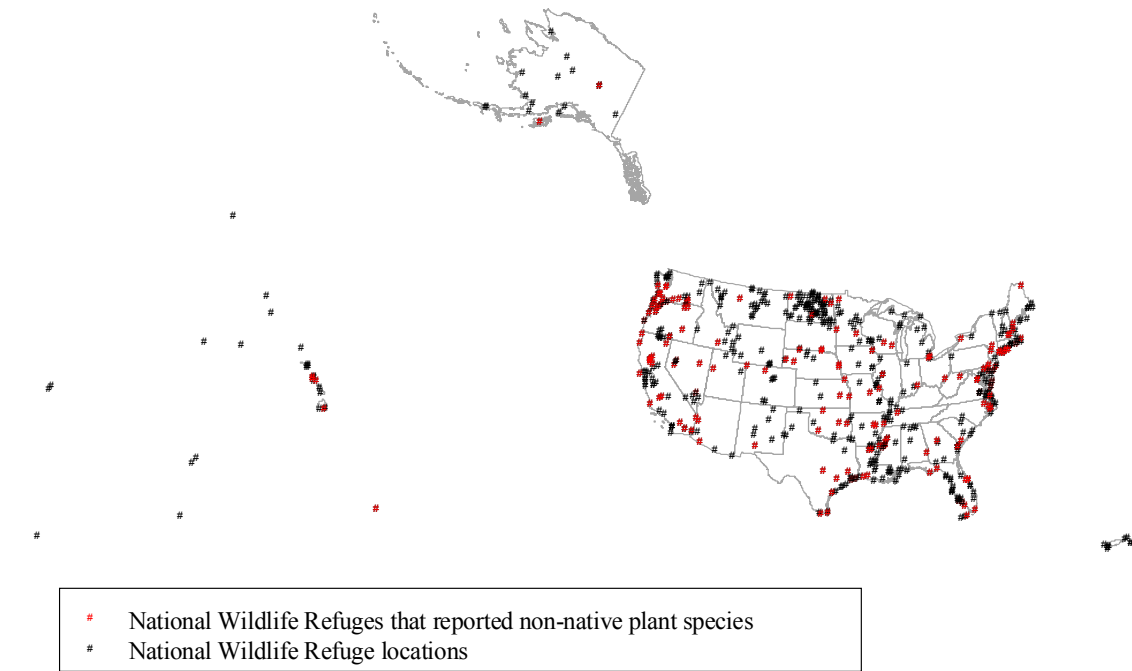 # National Wildlife Refuges that reported non-native plant species
# National Wildlife Refuge locations